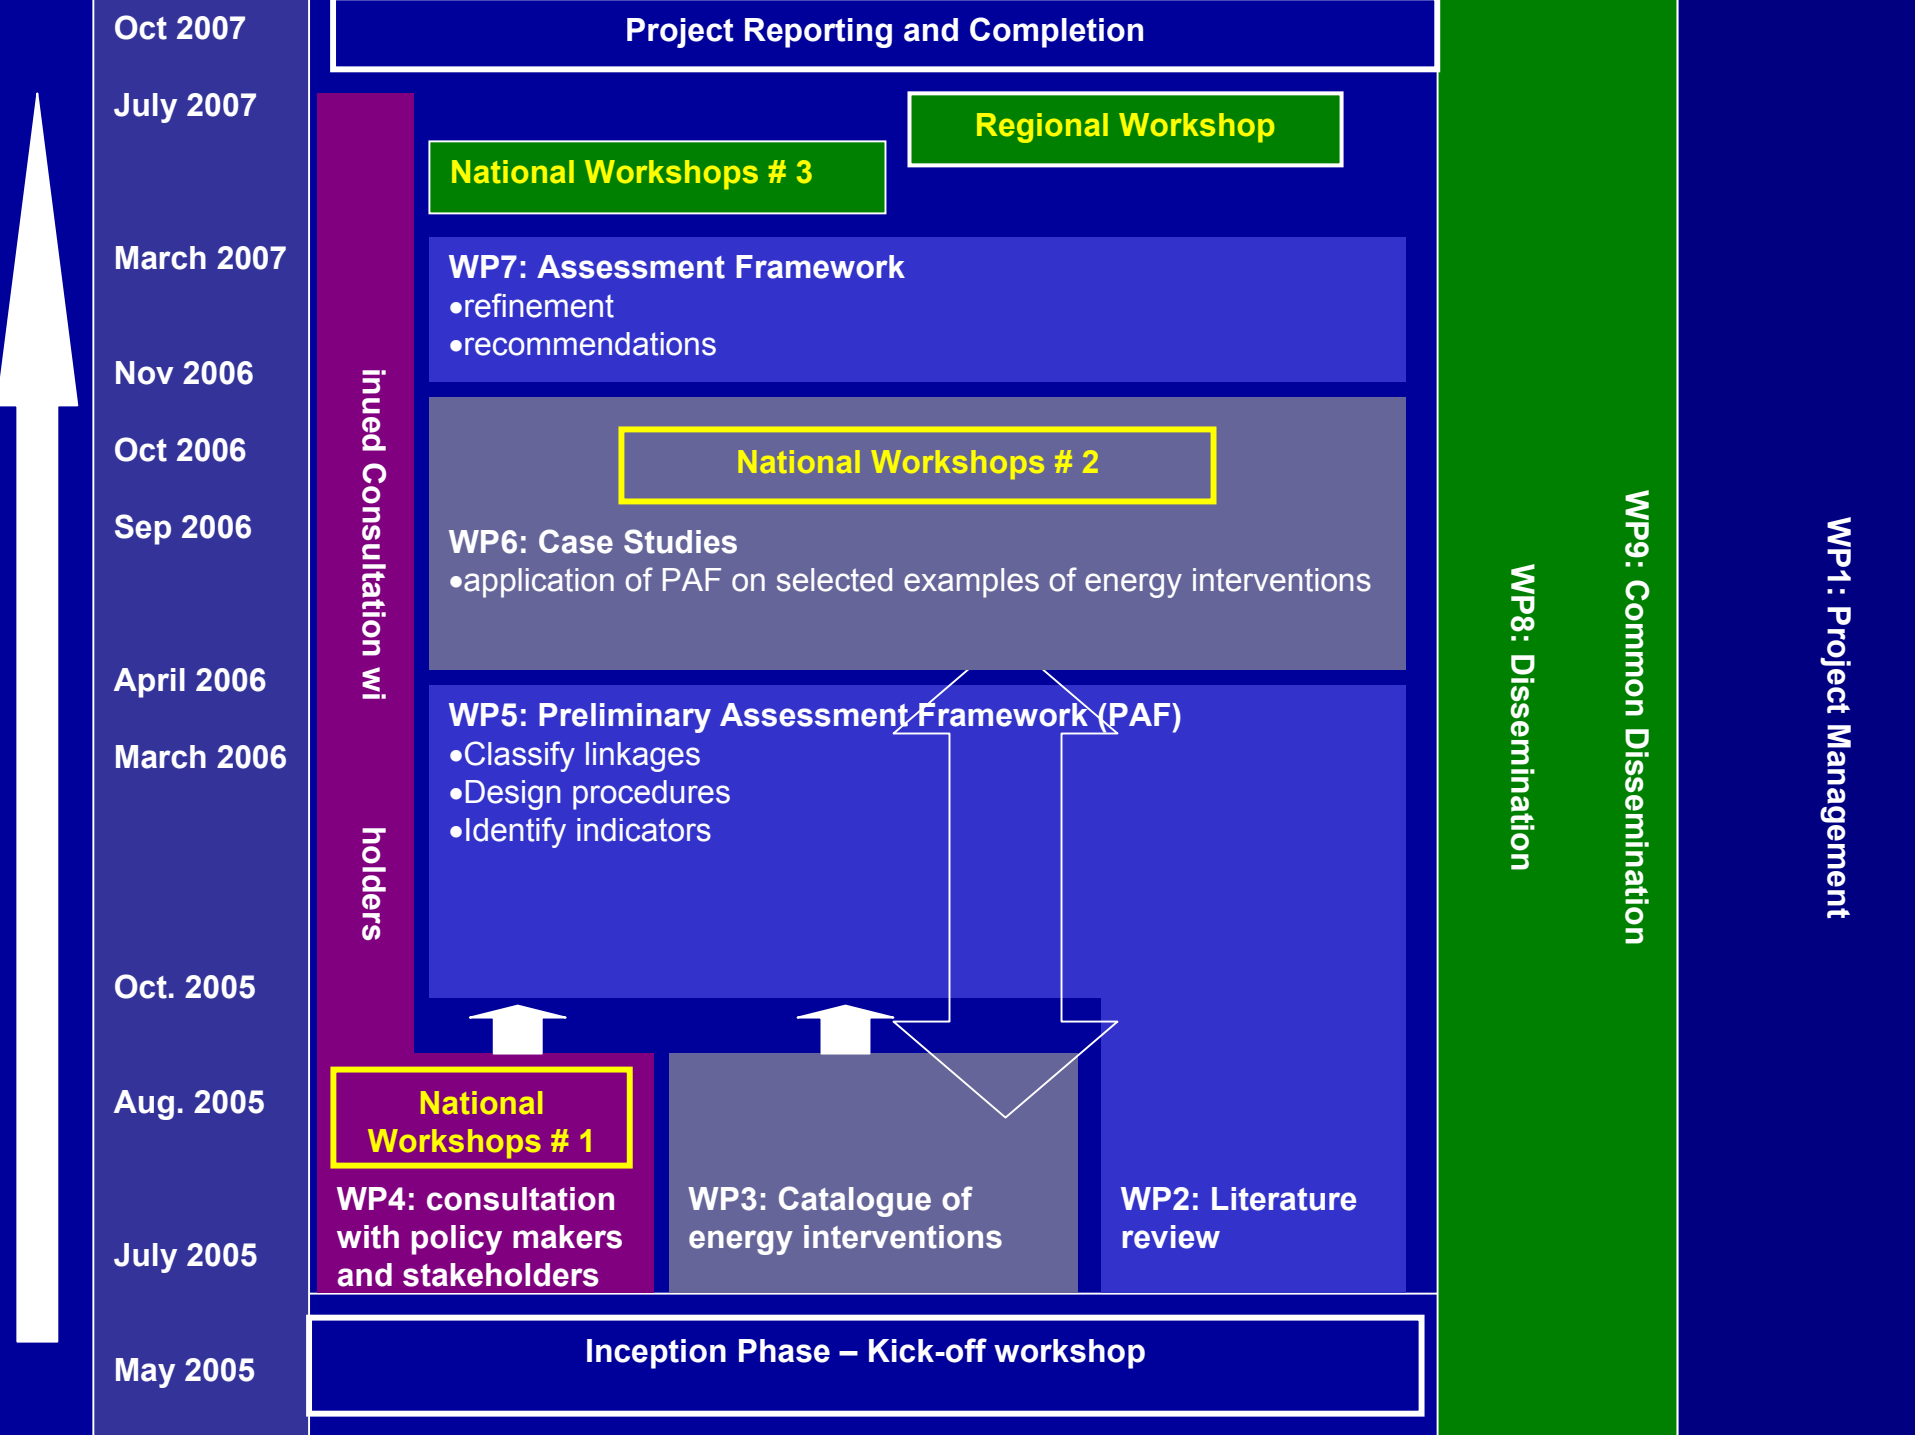 Oct 2007
Project Reporting and Completion
July 2007
Regional Workshop
National Workshops # 3
March 2007
WP7: Assessment Framework
•refinement
•recommendations
Nov 2006
Oct 2006
National Workshops # 2
Sep 2006
WP6: Case Studies
•application of PAF on selected examples of energy interventions
April 2006
WP5: Preliminary Assessment Framework (PAF)
March 2006
•Classify linkages
•Design procedures
•Identify indicators
Oct. 2005
Aug. 2005
National
Workshops # 1
WP4: consultation
with policy makers
and stakeholders
WP3: Catalogue of
energy interventions
WP2: Literature
review
July 2005
Inception Phase – Kick-off workshop
May 2005
inued Consultation wi holders
WP8: Dissemination
WP9: Common Dissemination
WP1: Project Management